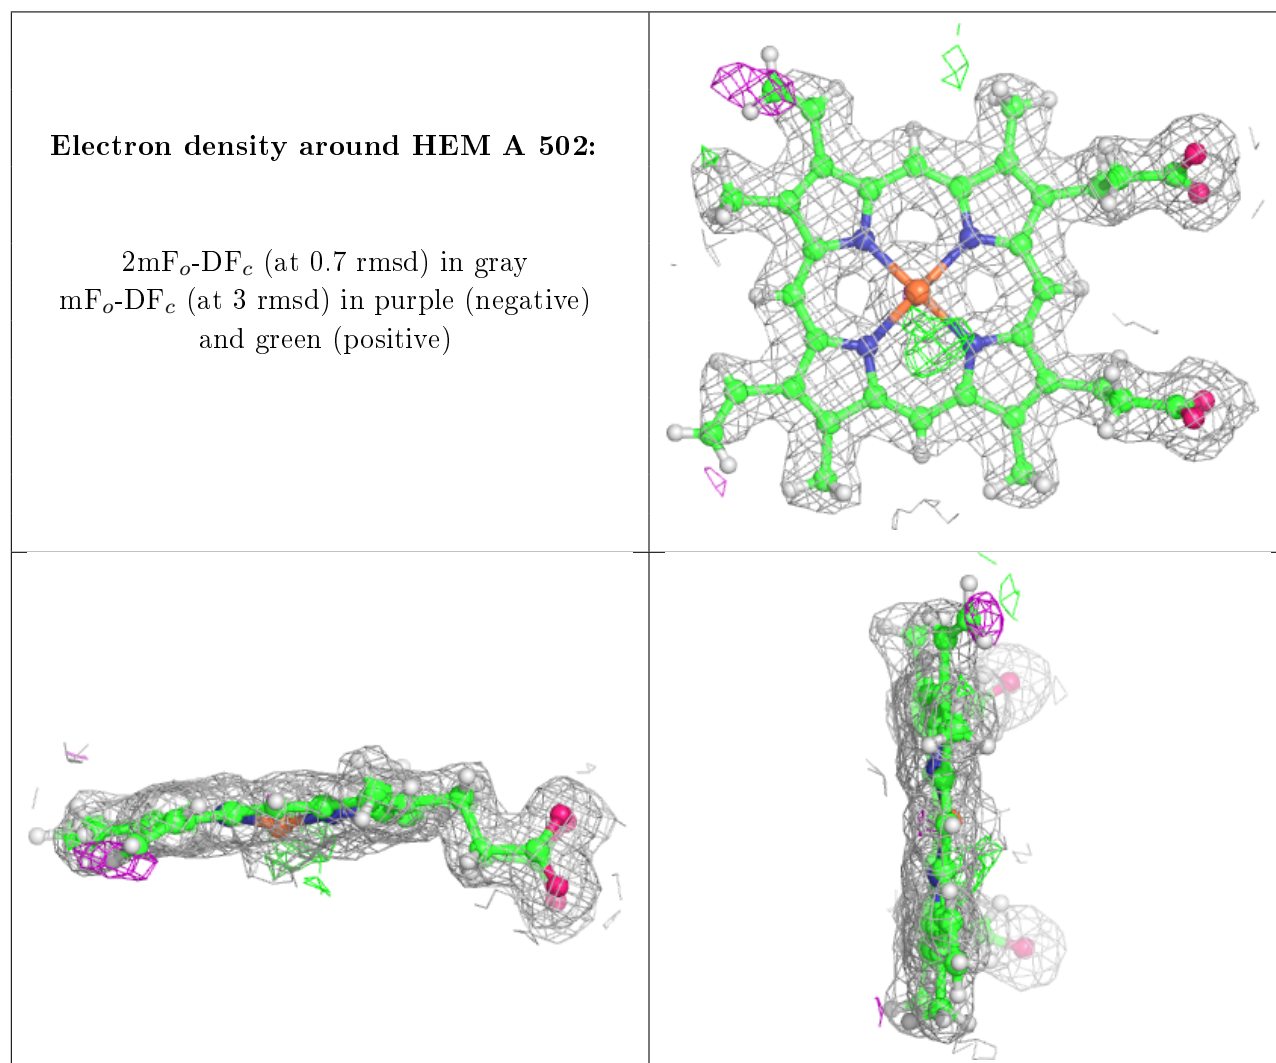 Electron density around HEM A 502:
2mFo-DFc (at 0.7 rmsd) in gray
mFo-DFc (at 3 rmsd) in purple (negative)
and green (positive)